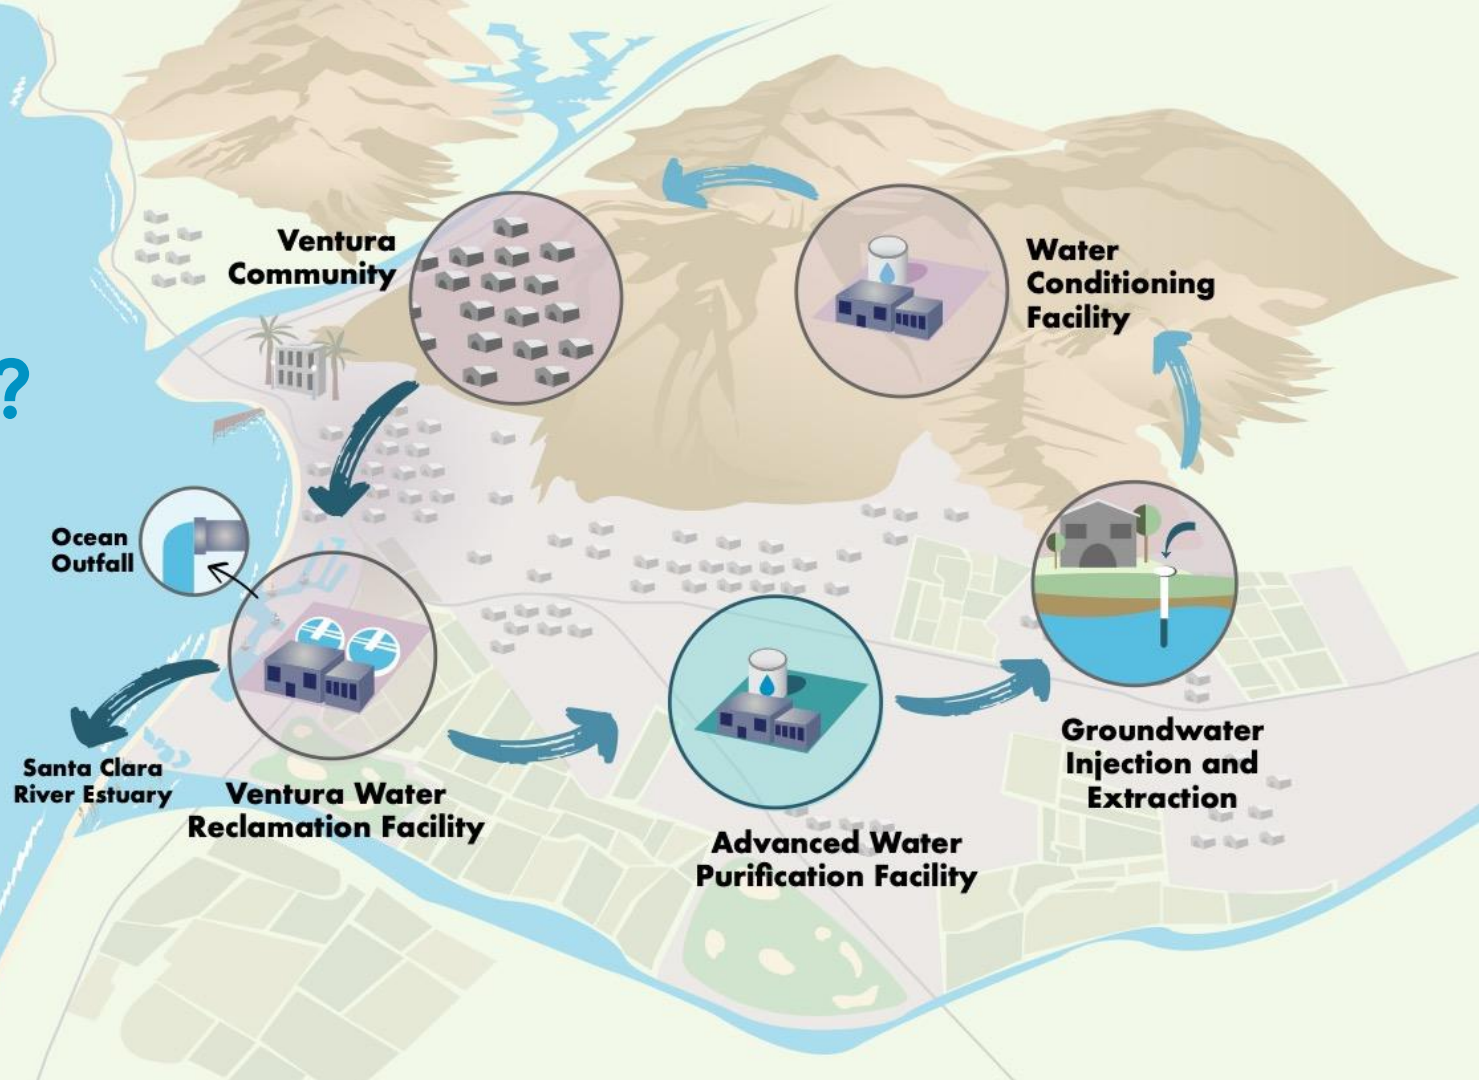 Ventura
Community
Water
Conditioning
Facility
?
Ocean
Outfall
Santa Clara
River Estuary
Ventura Water
Reclamation Facility
Advanced Water
Purification Facility
Groundwater
Injection and
Extraction